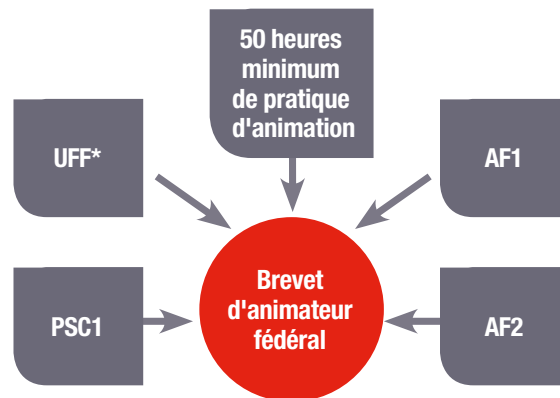 50 heures
minimum
de pratique
d'animation
UFF*
AF1
PSC1
Brevet
d'animateur
fédéral
AF2